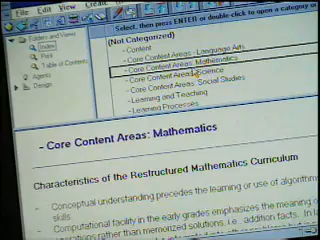 Edit View Create
Select, then press ENTER or double-click to open a category or
Folders and Views
(Not Categorized)
Index
- Content
Print
- Core Content Areas - Language Arts
Table of Contents
- Core Content Areas: Mathematics
Agents
- Core Content Areas: Science
Design
- Core Content Areas: Social Studies
- Learning and Teaching
- Learning Processes
- Core Content Areas: Mathematics
Characteristics of the Restructured Mathematics Curriculum
- Conceptual understanding precedes the learning or use of algorithms
skills
- Computational facility in the early grades emphasizes the meaning of
rather than memorized solutions i.e. addition facts. In